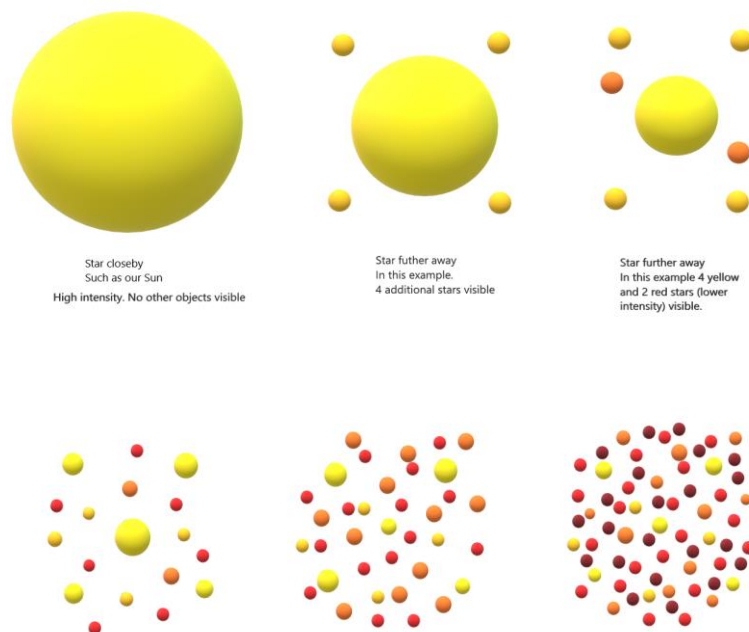 Star closeby
Such as our Sun
High intensity. No other objects visible
Star futher away
In this example.
4 additional stars visible
Star further away
In this example 4 yellow
and 2 red stars (lower
intensity) visible.